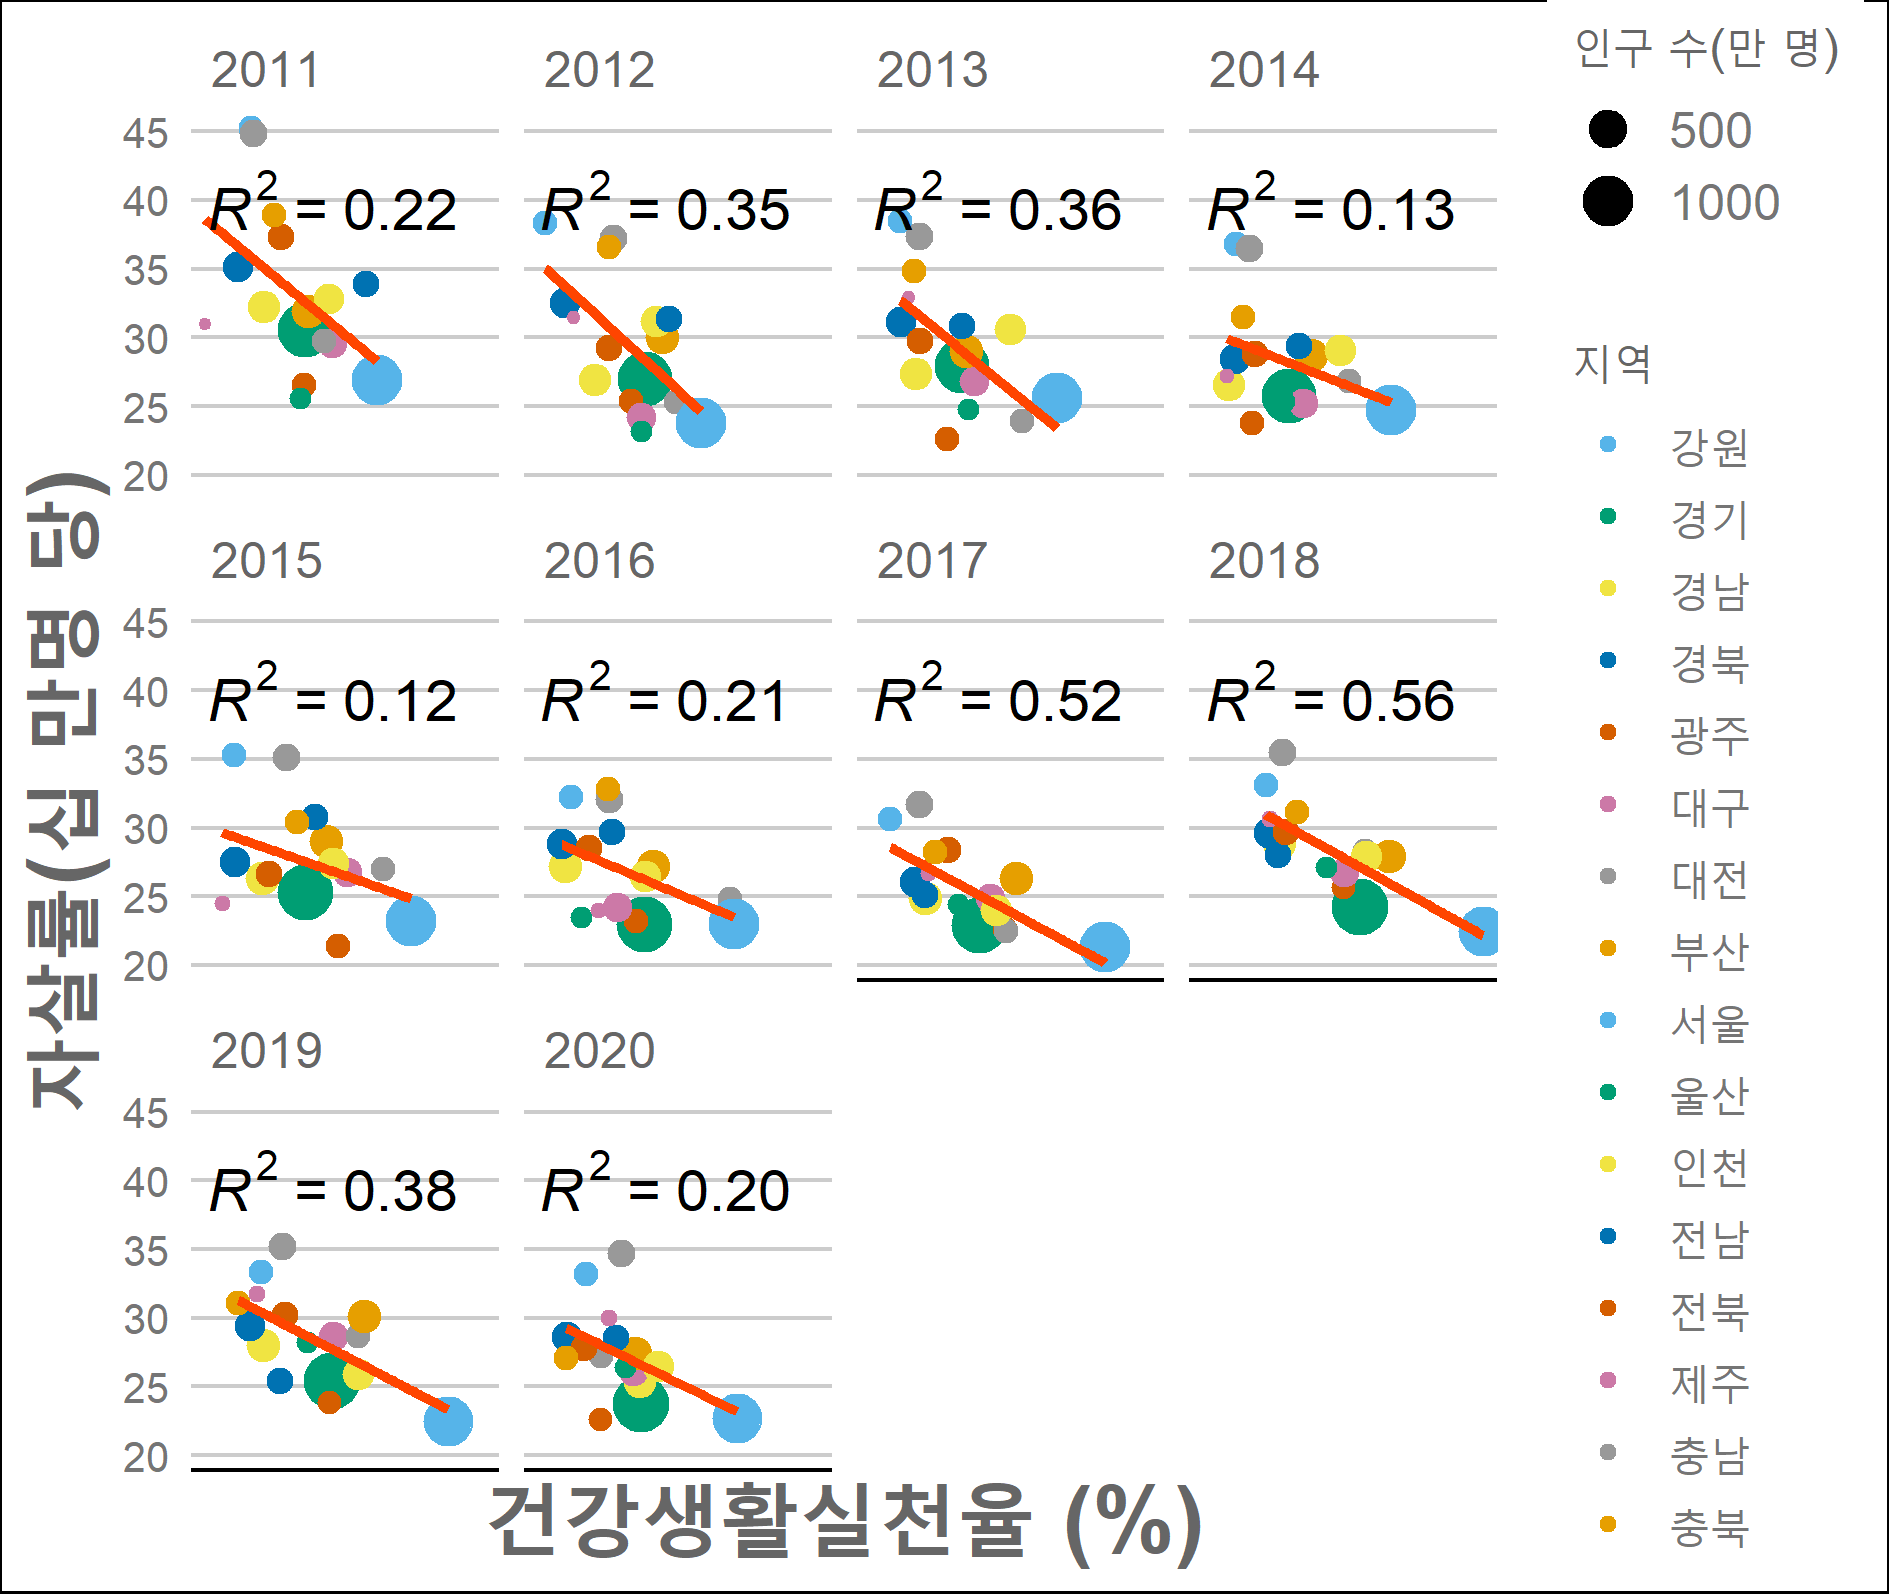 2011
2012
2013
2014
45
40
35
30
25
20
R2 = 0.22
R2 = 0.35
R2 = 0.36
R2 = 0.13
2015
2016
2017
2018
45
40
35
30
25
20
R2 = 0.12
R2 = 0.21
R2 = 0.52
R2 = 0.56
2019
2020
45
40
35
30
25
20
R2 = 0.38
R2 = 0.20
자살률(십 만명 당)
건강생활실천율 (%)
인구 수(만 명)
500
1000
지역
강원
경기
경남
경북
광주
대구
대전
부산
서울
울산
인천
전남
전북
제주
충남
충북